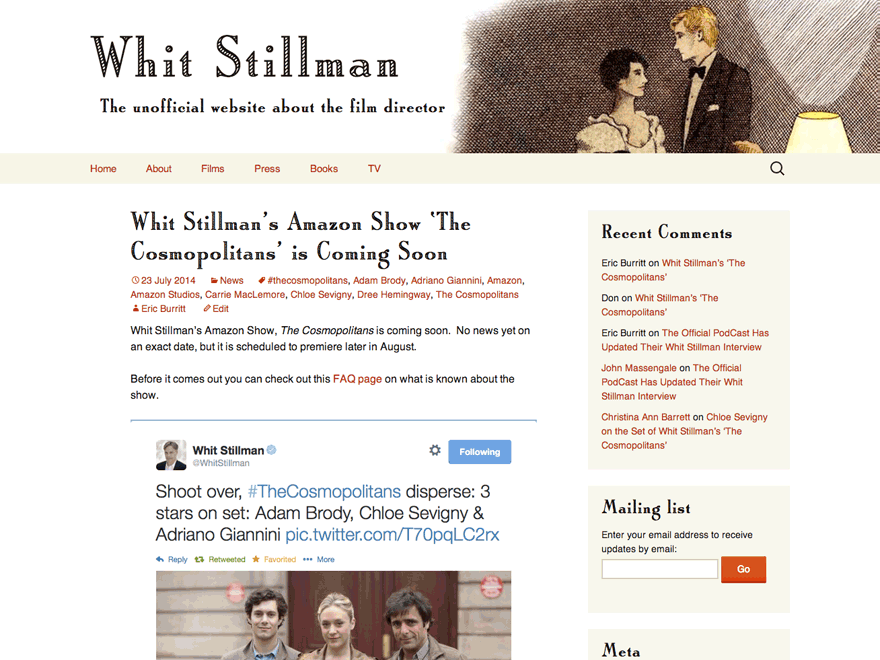 Whit Stillman
The unofficial website about the film director
Home About Films Press Books TV
Whit Stillman's Amazon Show 'The
Cosmopolitans' is Coming Soon
23 July 2014 News #thecosmopolitans, Adam Brody, Adriano Giannini, Amazon,
Amazon Studios, Carrie MacLemore, Chloe Sevigny, Dree Hemingway, The Cosmopolitans
Eric Burritt Edit
Whit Stillman's Amazon Show, The Cosmopolitans is coming soon. No news yet on
an exact date, but it is scheduled to premiere later in August.
Before it comes out you can check out this FAQ page on what is known about the
show.
Whit Stillman
@WhitStillman
Following
Shoot over, #TheCosmopolitans disperse: 3
stars on set: Adam Brody, Chloe Sevigny &
Adriano Giannini pic.twitter.com/T70pqLC2rx
Reply Retweeted Favorited More
Recent Comments
Eric Burritt on Whit Stillman's 'The
Cosmopolitans'
Don on Whit Stillman's 'The
Cosmopolitans'
Eric Burritt on The Official PodCast Has
Updated Their Whit Stillman Interview
John Massengale on The Official
PodCast Has Updated Their Whit
Stillman Interview
Christina Ann Barrett on Chloe Sevigny
on the Set of Whit Stillman's 'The
Cosmopolitans'
Mailing list
Enter your email address to receive
updates by email:
Go
Meta